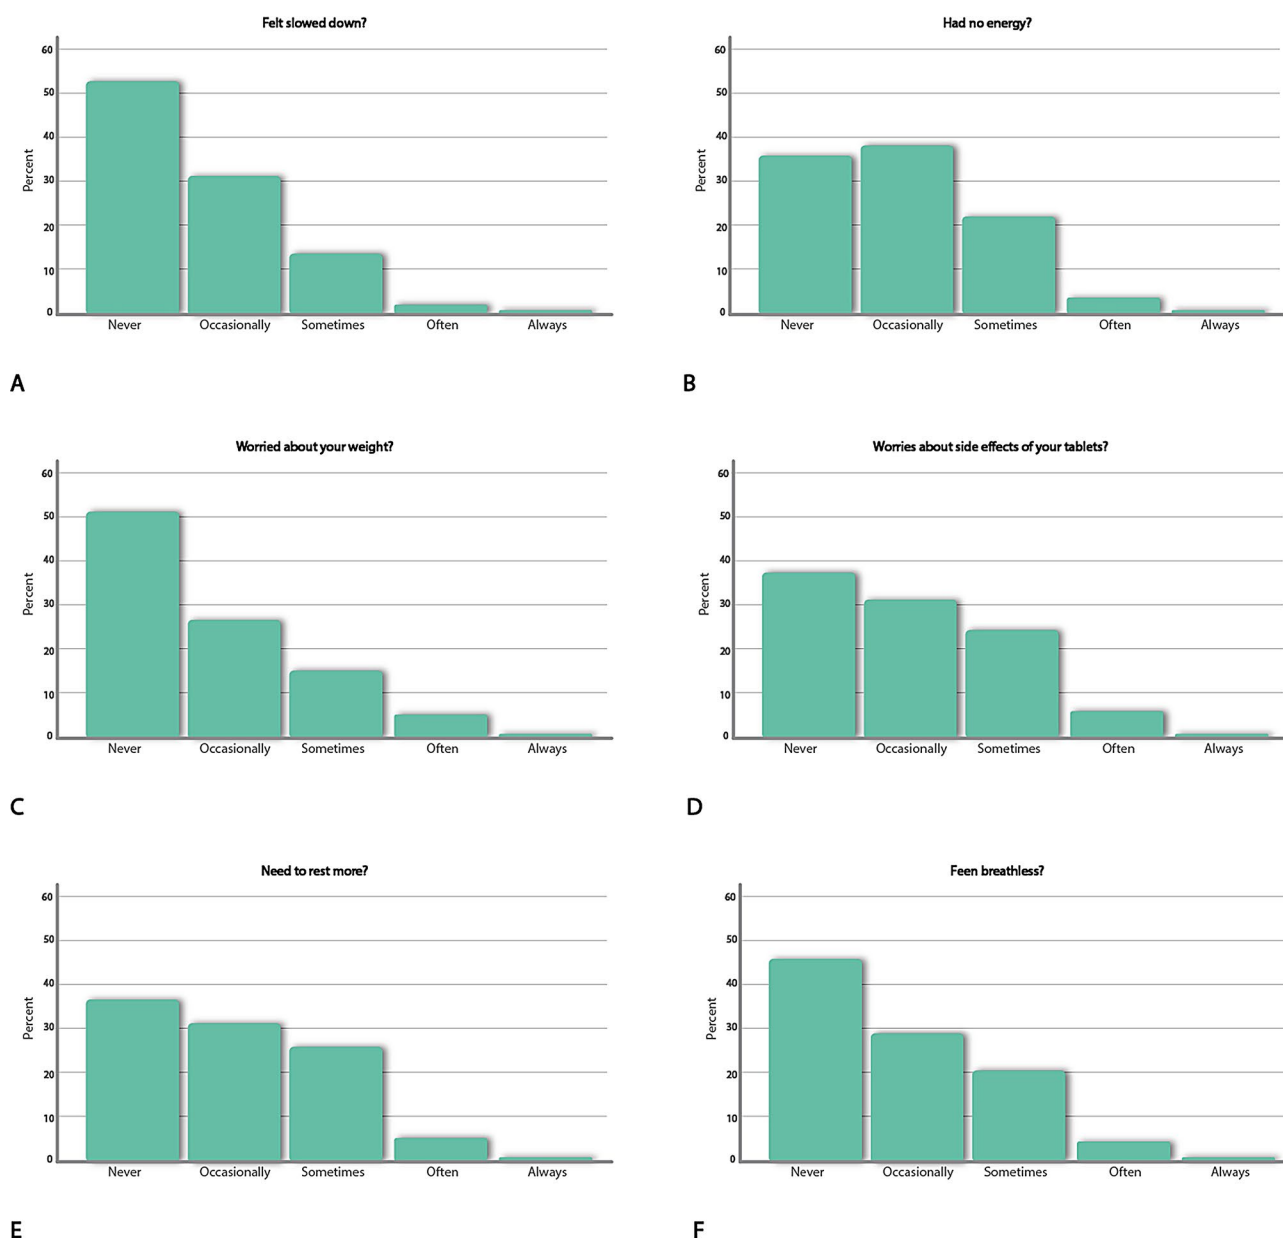 Felt slowed down?
60
50
40
30
20
10
0
Percent
Never Occasionally Sometimes Often Always
A
Had no energy?
60
50
40
30
20
10
0
Percent
Never Occasionally Sometimes Often Always
B
Worried about your weight?
60
50
40
30
20
10
0
Percent
Never Occasionally Sometimes Often Always
C
Worries about side effects of your tablets?
60
50
40
30
20
10
0
Percent
Never Occasionally Sometimes Often Always
D
Need to rest more?
60
50
40
30
20
10
0
Percent
Never Occasionally Sometimes Often Always
E
Feen breathless?
60
50
40
30
20
10
0
Percent
Never Occasionally Sometimes Often Always
F